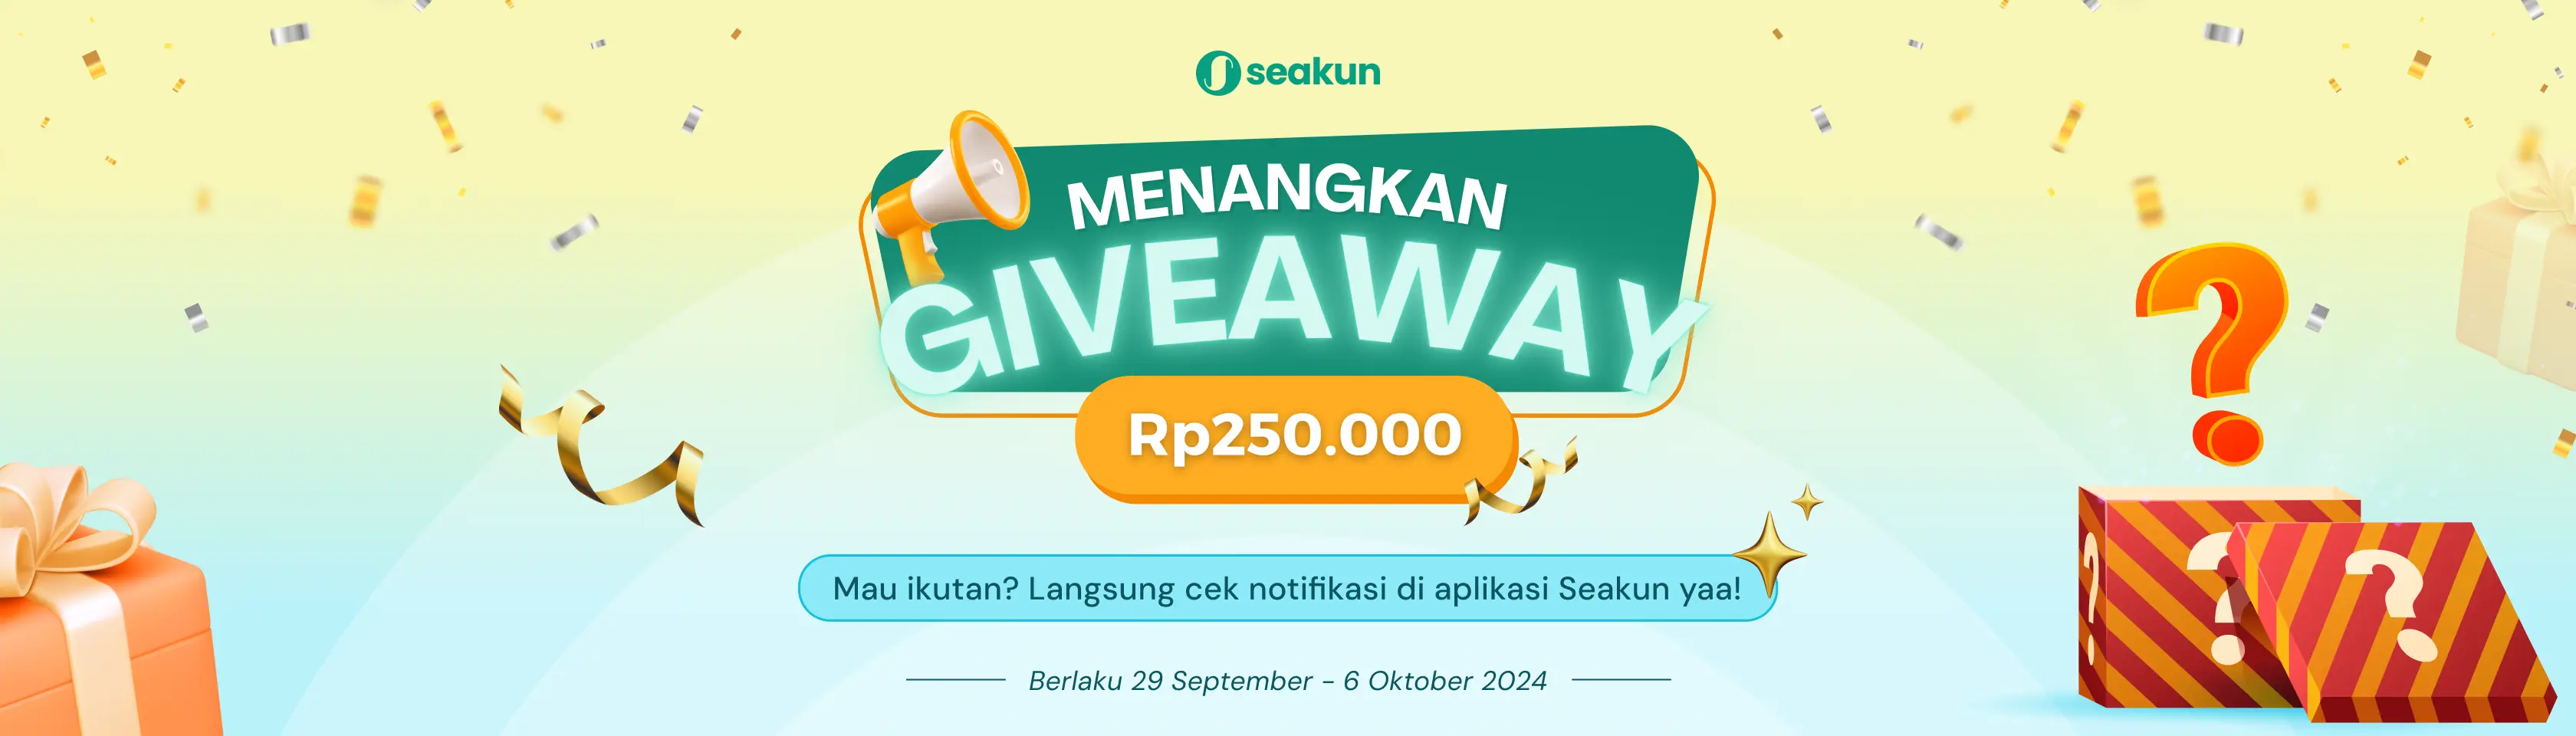 seakun
MENANGKAN
GIVEAWAY
Rp250.000
Mau ikutan? Langsung cek notifikasi di aplikasi Seakun yaa!
Berlaku 29 September - 6 Oktober 2024
?
? ? ?